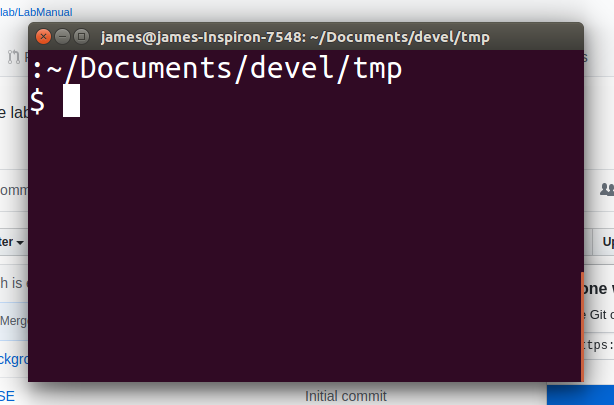 lab/LabManual
james@james-Inspiron-7548: ~/Documents/devel/tmp
:~/Documents/devel/tmp
$
e lab
omm
ter
Up
h is
one
Merge
e Git
ttps:
ckgro
SE
Initial commit